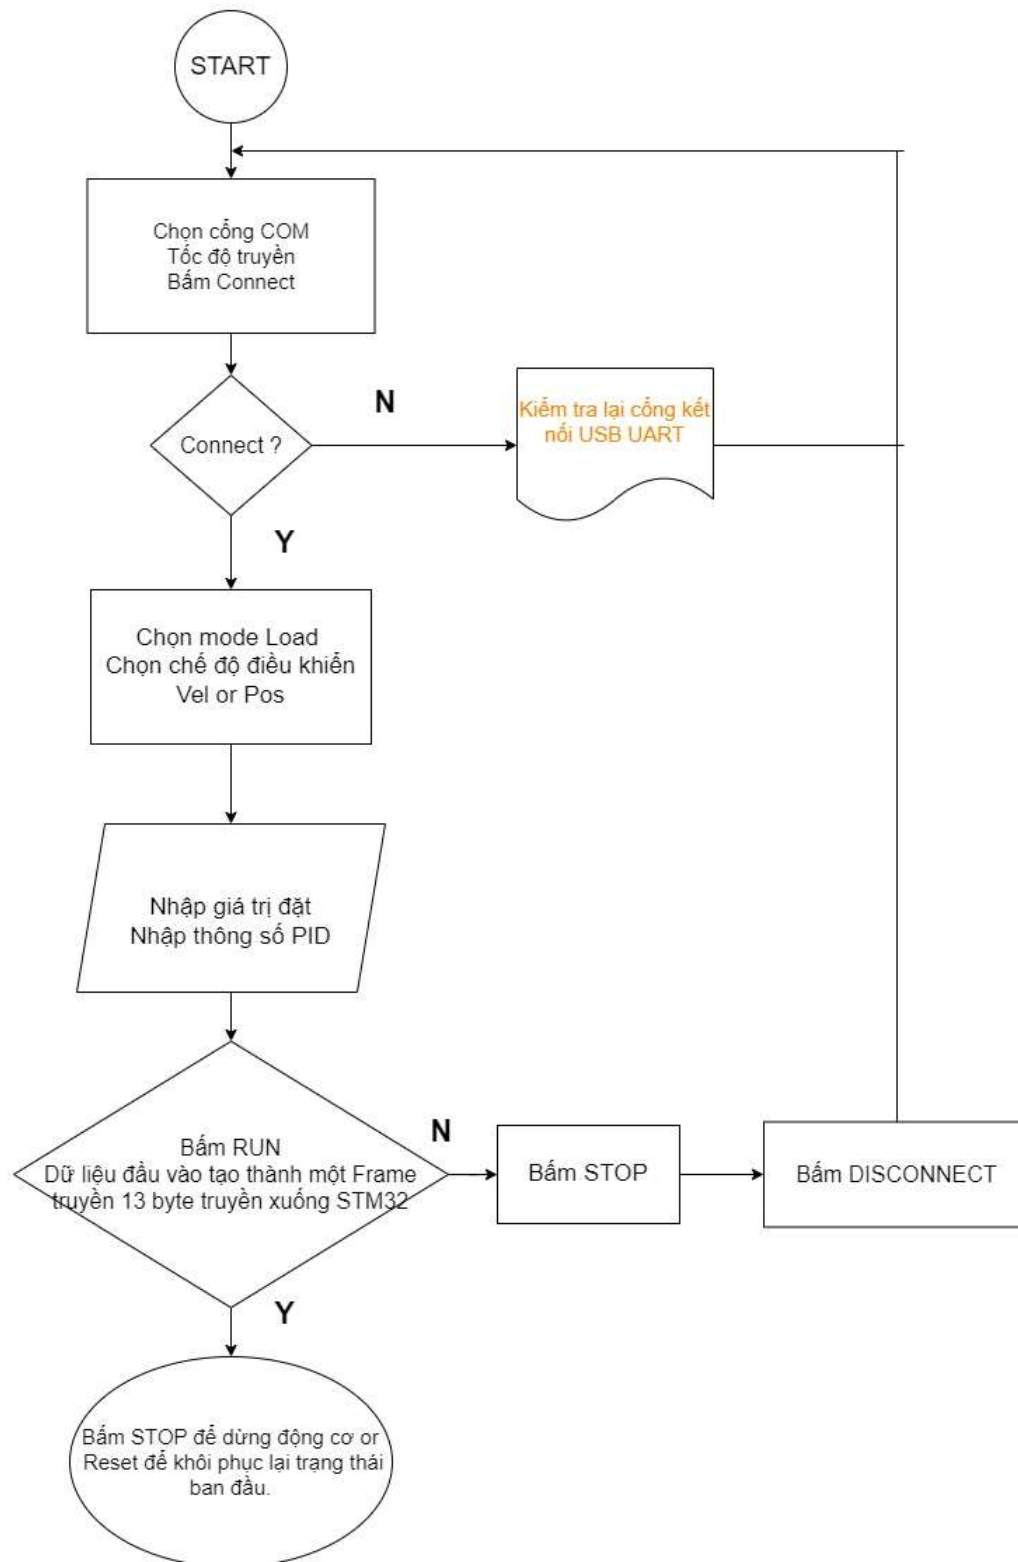 START
Chọn cổng COM
Tốc độ truyền
Bấm Connect
Connect ?
N
Kiểm tra lại cổng kết
nối USB UART
Y
Chọn mode Load
Chọn chế độ điều khiển
Vel or Pos
Nhập giá trị đặt
Nhập thông số PID
Bấm RUN
Dữ liệu đầu vào tạo thành một Frame
truyền 13 byte truyền xuống STM32
N
Bấm STOP
Bấm DISCONNECT
Y
Bấm STOP để dừng động cơ or
Reset để khôi phục lại trạng thái
ban đầu.